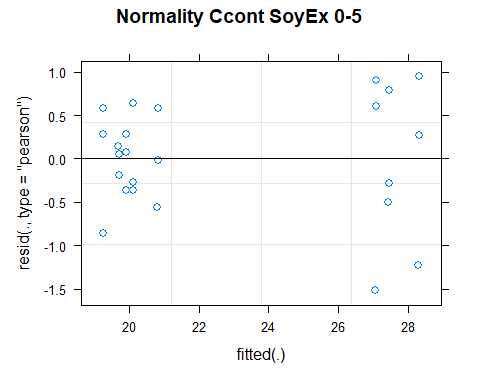 Normality Ccont SoyEx 0-5
1.0
0.5
0.0
-0.5
-1.0
-1.5
resid(., type = "pearson")
20 22 24 26 28
fitted(.)